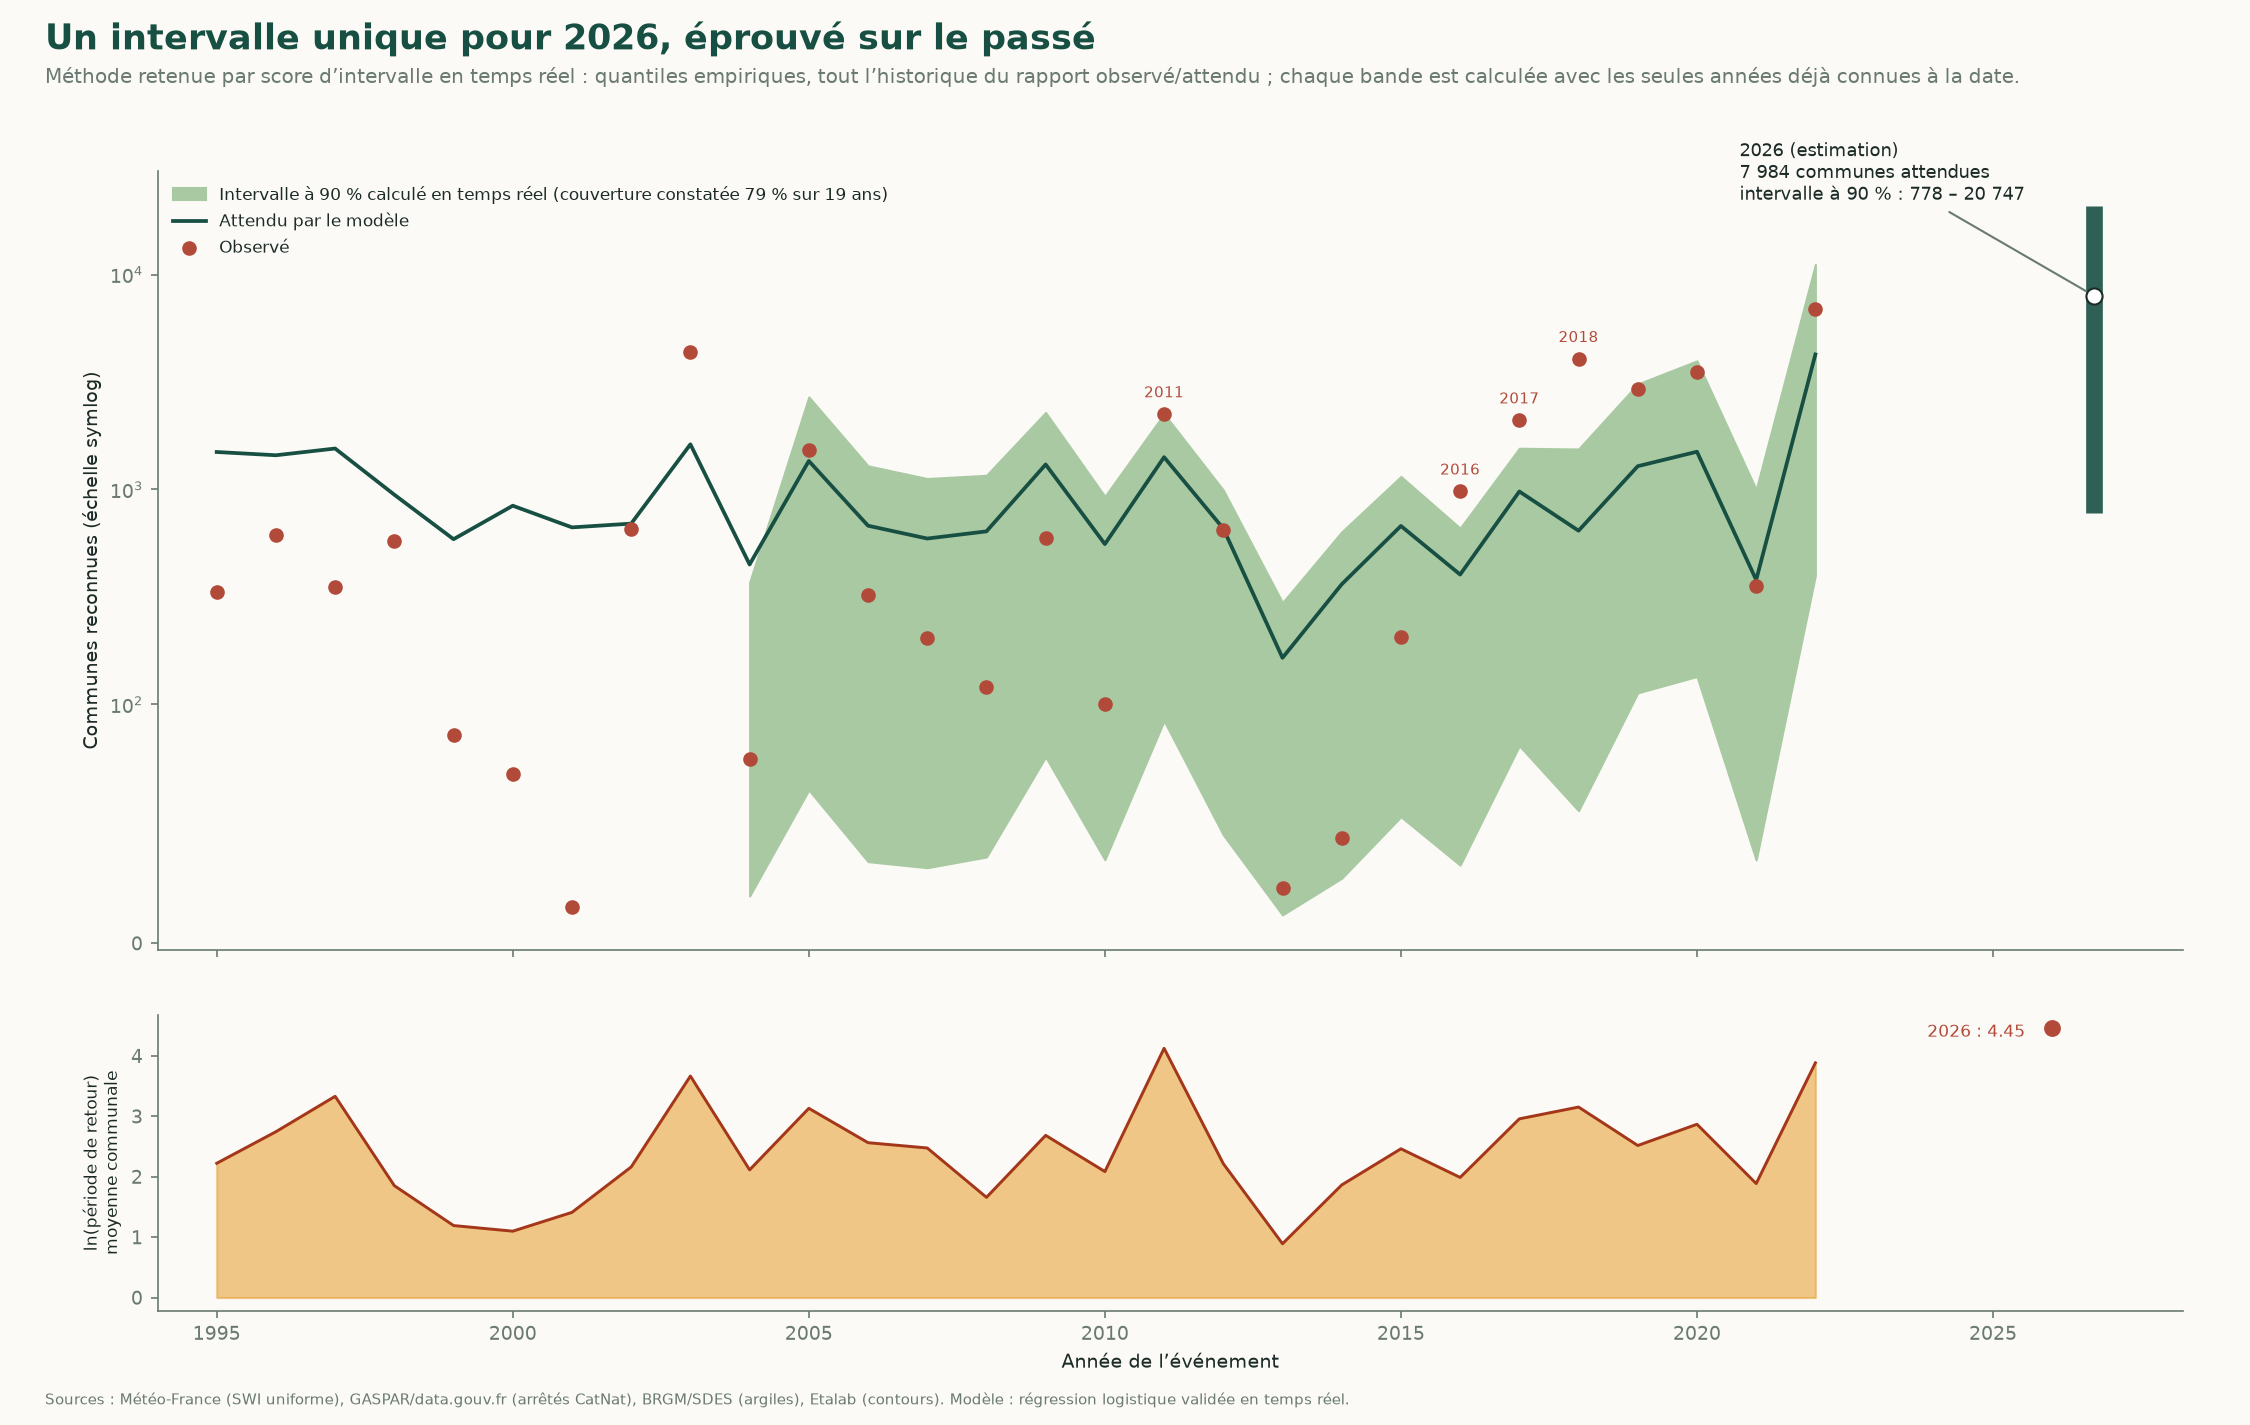 Un intervalle unique pour 2026, éprouvé sur le passé
Méthode retenue par score d’intervalle en temps réel : quantiles empiriques, tout l’historique du rapport observé/attendu ; chaque bande est calculée avec les seules années déjà connues à la date.
2026 (estimation)
7 984 communes attendues
intervalle à 90 % : 778 – 20 747
Intervalle à 90 % calculé en temps réel (couverture constatée 79 % sur 19 ans)
Attendu par le modèle
Observé
Communes reconnues (échelle symlog)
10⁴
10³
10²
0
2011
2016
2017
2018
ln(période de retour)
moyenne communale
4
3
2
1
0
2026 : 4.45
1995
2000
2005
2010
2015
2020
2025
Année de l’événement
Sources : Météo-France (SWI uniforme), GASPAR/data.gouv.fr (arrêtés CatNat), BRGM/SDES (argiles), Etalab (contours). Modèle : régression logistique validée en temps réel.